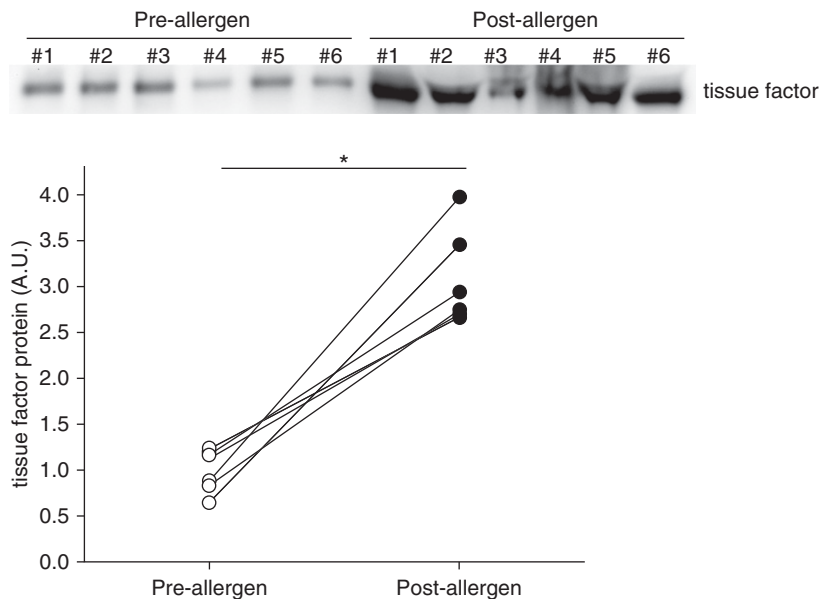 Pre-allergen Post-allergen
#1 #2 #3 #4 #5 #6 #1 #2 #3 #4 #5 #6
tissue factor
*
4.0
3.5
3.0
2.5
2.0
1.5
1.0
0.5
0.0
tissue factor protein (A.U.)
Pre-allergen Post-allergen